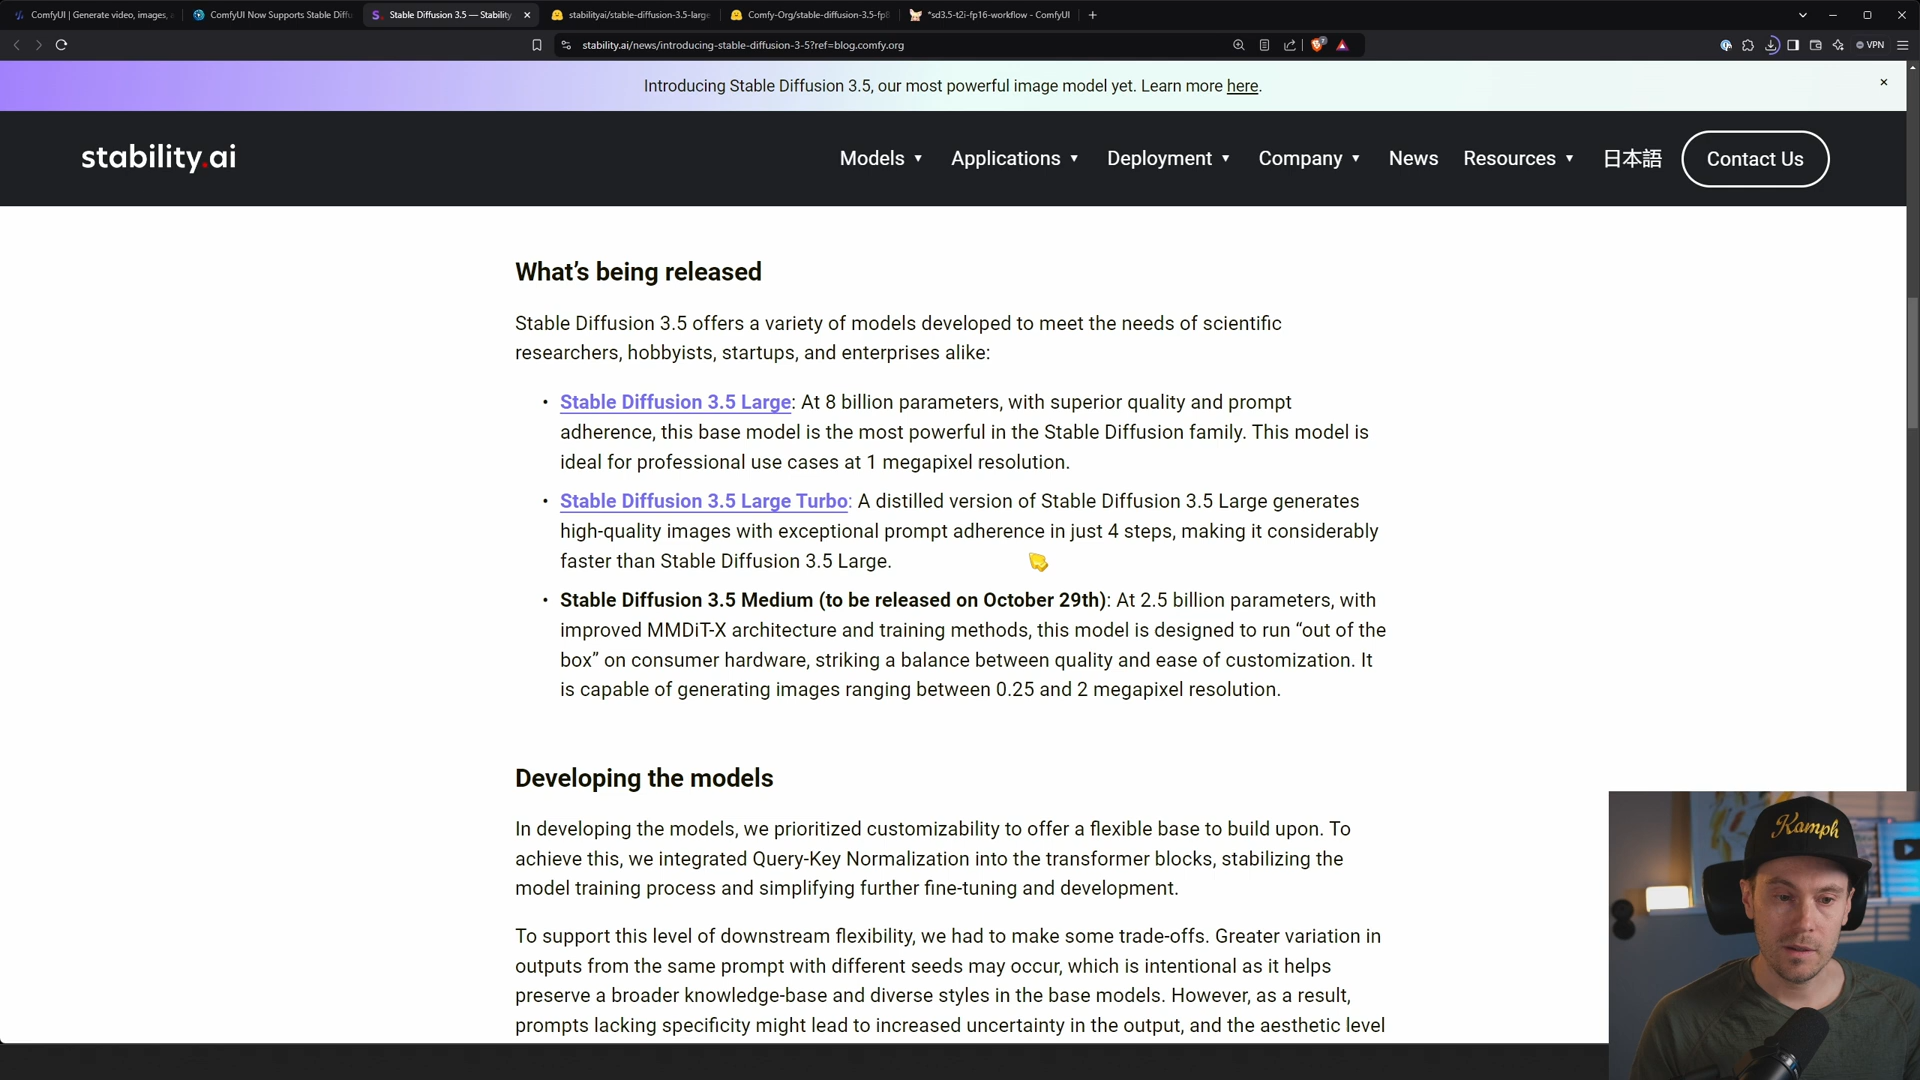 ComfyUI | Generate video, images, a
ComfyUI Now Supports Stable Diffu
Stable Diffusion 3.5 — Stability
stabilityai/stable-diffusion-3.5-large
Comfy-Org/stable-diffusion-3.5-fp8
*sd3.5-t2i-fp16-workflow - ComfyUI
stability.ai/news/introducing-stable-diffusion-3-5?ref=blog.comfy.org
VPN
Introducing Stable Diffusion 3.5, our most powerful image model yet. Learn more here.
stability.ai
Models
Applications
Deployment
Company
News
Resources
日本語
Contact Us
What’s being released
Stable Diffusion 3.5 offers a variety of models developed to meet the needs of scientific
researchers, hobbyists, startups, and enterprises alike:
• Stable Diffusion 3.5 Large: At 8 billion parameters, with superior quality and prompt
adherence, this base model is the most powerful in the Stable Diffusion family. This model is
ideal for professional use cases at 1 megapixel resolution.
• Stable Diffusion 3.5 Large Turbo: A distilled version of Stable Diffusion 3.5 Large generates
high-quality images with exceptional prompt adherence in just 4 steps, making it considerably
faster than Stable Diffusion 3.5 Large.
• Stable Diffusion 3.5 Medium (to be released on October 29th): At 2.5 billion parameters, with
improved MMDiT-X architecture and training methods, this model is designed to run “out of the
box” on consumer hardware, striking a balance between quality and ease of customization. It
is capable of generating images ranging between 0.25 and 2 megapixel resolution.
Developing the models
In developing the models, we prioritized customizability to offer a flexible base to build upon. To
achieve this, we integrated Query-Key Normalization into the transformer blocks, stabilizing the
model training process and simplifying further fine-tuning and development.
To support this level of downstream flexibility, we had to make some trade-offs. Greater variation in
outputs from the same prompt with different seeds may occur, which is intentional as it helps
preserve a broader knowledge-base and diverse styles in the base models. However, as a result,
prompts lacking specificity might lead to increased uncertainty in the output, and the aesthetic level
Kamph